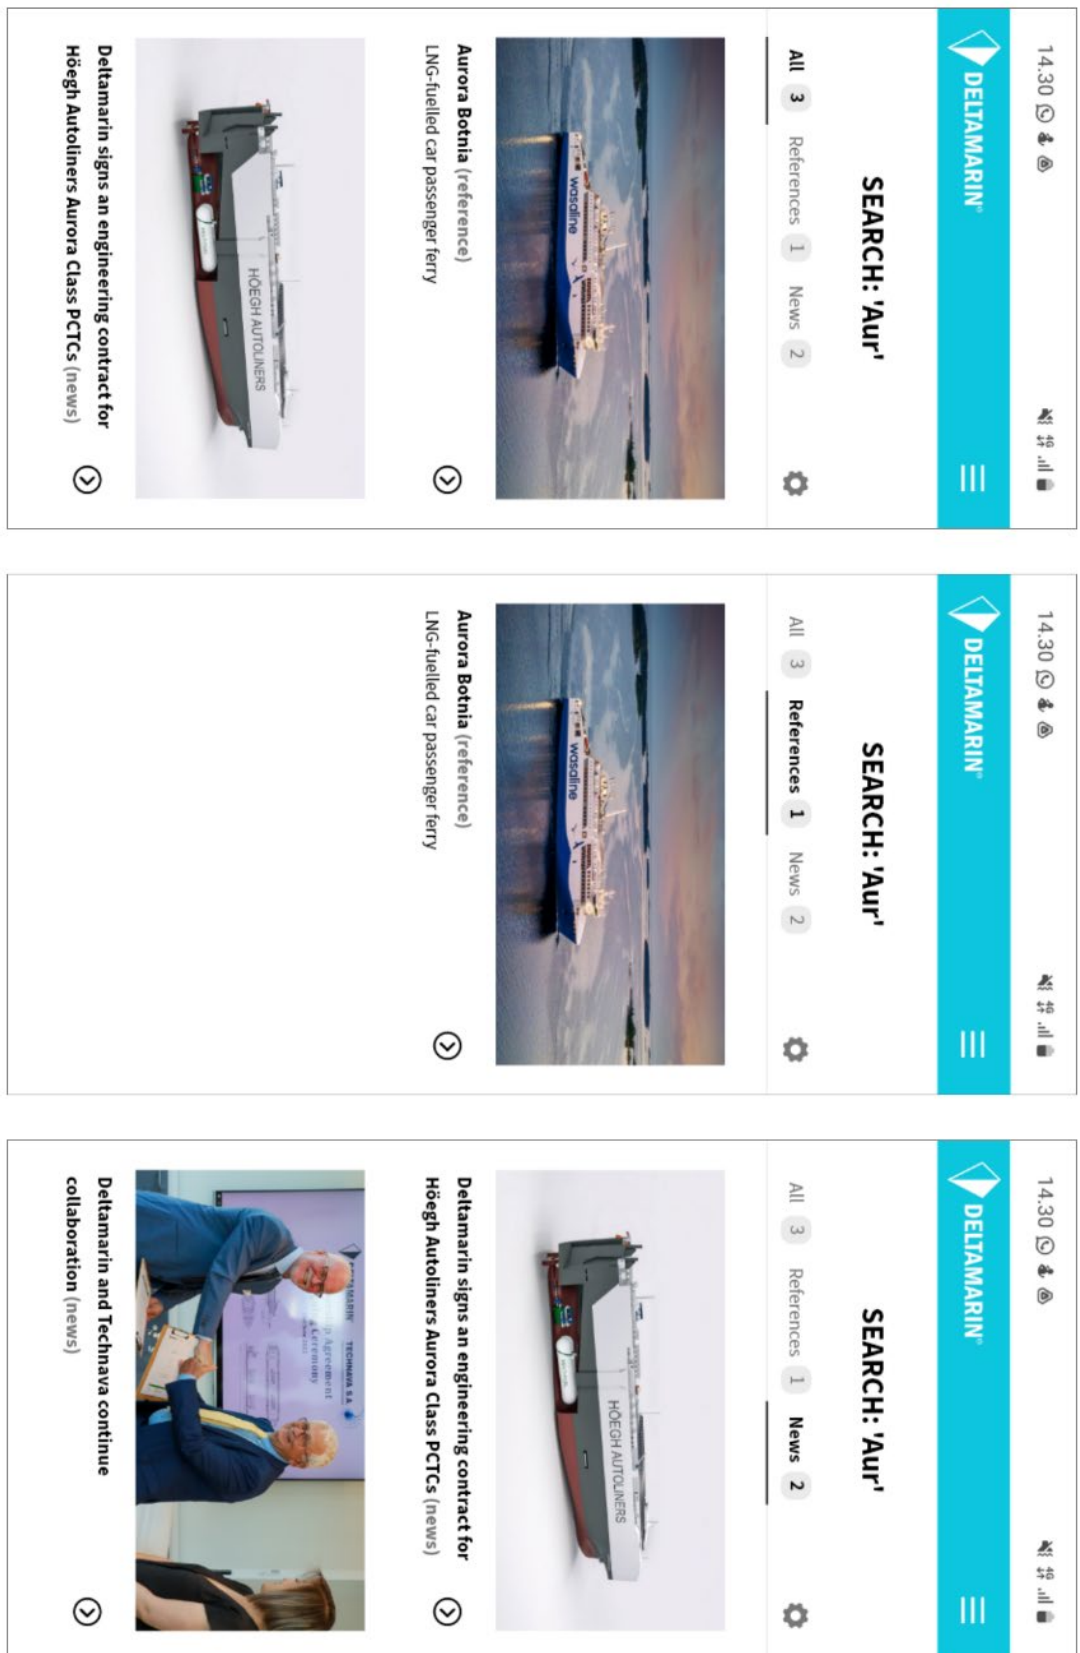 14.30
4G
DELTAMARIN®
SEARCH: 'Aur'
All 3 References 1 News 2
wasaline
Aurora Botnia (reference)
LNG-fuelled car passenger ferry
HÖEGH AUTOLINERS
Deltamarin signs an engineering contract for
Höegh Autoliners Aurora Class PCTCs (news)
14.30
4G
DELTAMARIN®
SEARCH: 'Aur'
All 3 References 1 News 2
wasaline
Aurora Botnia (reference)
LNG-fuelled car passenger ferry
14.30
4G
DELTAMARIN®
SEARCH: 'Aur'
All 3 References 1 News 2
HÖEGH AUTOLINERS
Deltamarin signs an engineering contract for
Höegh Autoliners Aurora Class PCTCs (news)
DELTAMARIN TECHNAVA S.A.
Agreement
Ceremony
Deltamarin and Technava continue
collaboration (news)